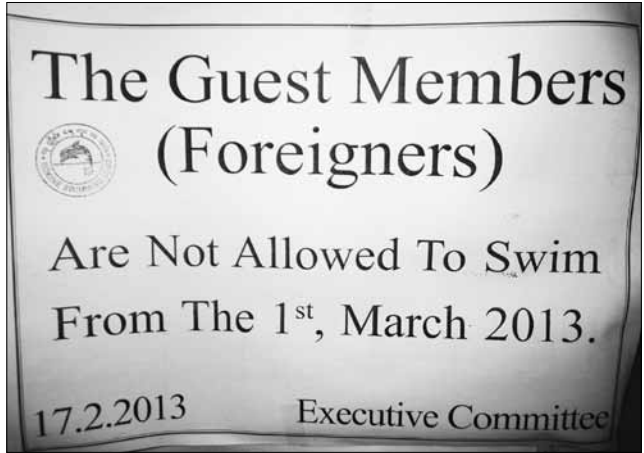 The Guest Members
(Foreigners)
Are Not Allowed To Swim
From The 1st, March 2013.
17.2.2013 Executive Committee